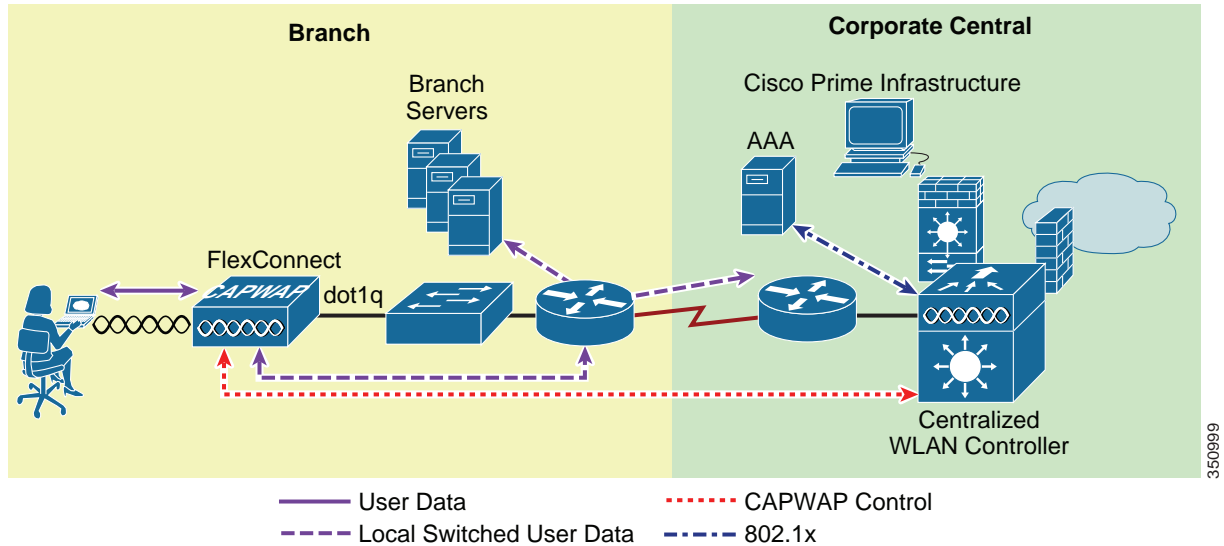 Branch
Corporate Central
Branch
Servers
Cisco Prime Infrastructure
AAA
FlexConnect
CAPWAP
dot1q
Centralized
WLAN Controller
350999
User Data
CAPWAP Control
Local Switched User Data
802.1x